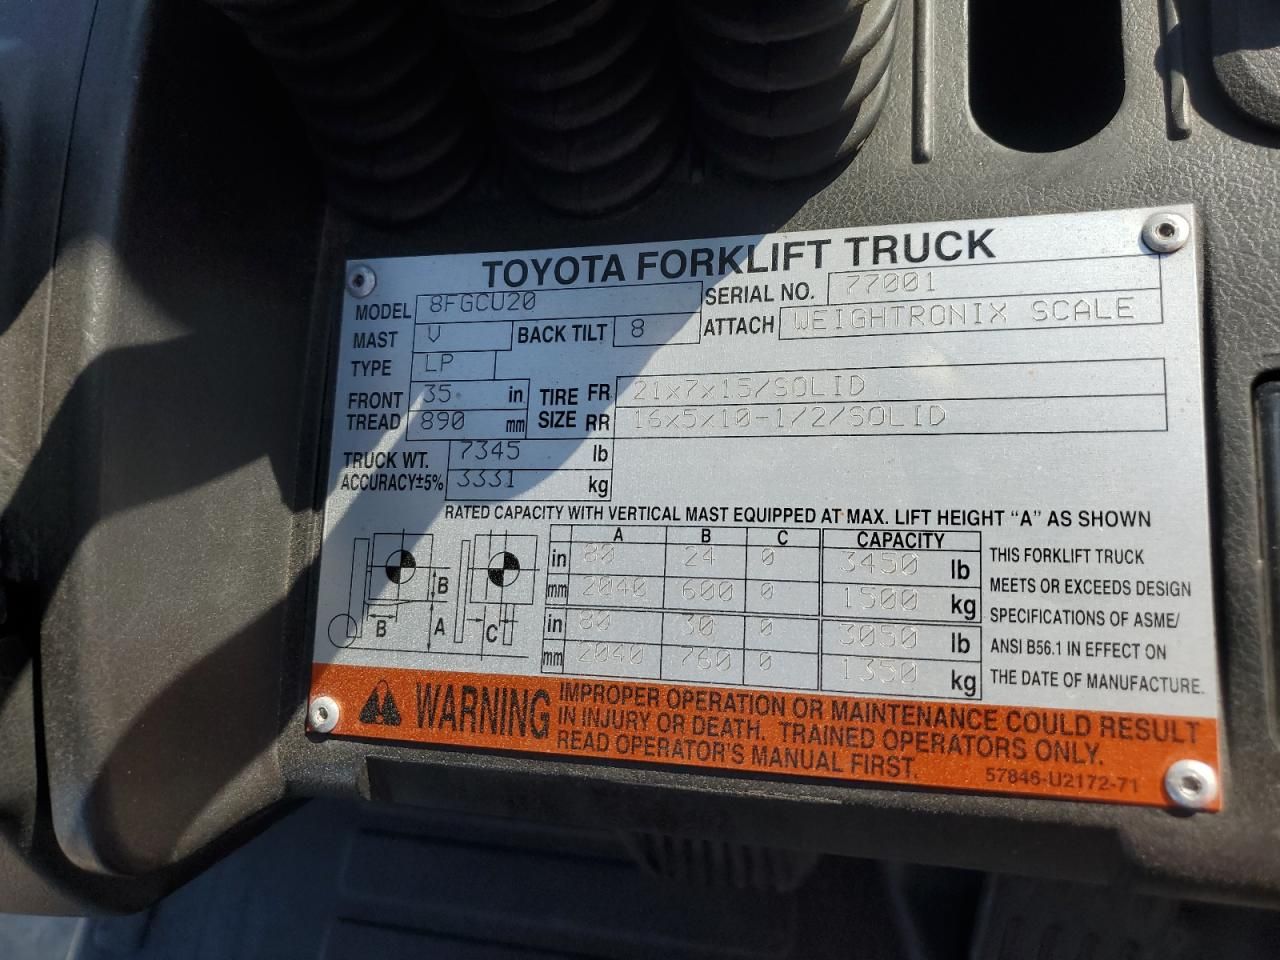 TOYOTA FORKLIFT TRUCK
MODEL 8FGCU20 SERIAL NO. 77001
MAST V BACK TILT 8 ATTACH WEIGHTRONIX SCALE
TYPE LP
FRONT TREAD 35 in TIRE SIZE FR 21x7x15/SOLID
890 mm RR 16x5x10-1/2/SOLID
TRUCK WT. 7345 lb
ACCURACY±5% 3331 kg
RATED CAPACITY WITH VERTICAL MAST EQUIPPED AT MAX. LIFT HEIGHT "A" AS SHOWN
A B C CAPACITY
in 80 24 0 3450 lb
mm 2040 600 0 1500 kg
in 80 30 0 3050 lb
mm 2040 760 0 1350 kg
B B A C
THIS FORKLIFT TRUCK
MEETS OR EXCEEDS DESIGN
SPECIFICATIONS OF ASME/
ANSI B56.1 IN EFFECT ON
THE DATE OF MANUFACTURE.
WARNING
IMPROPER OPERATION OR MAINTENANCE COULD RESULT
IN INJURY OR DEATH. TRAINED OPERATORS ONLY.
READ OPERATOR'S MANUAL FIRST.
57846-U2172-71